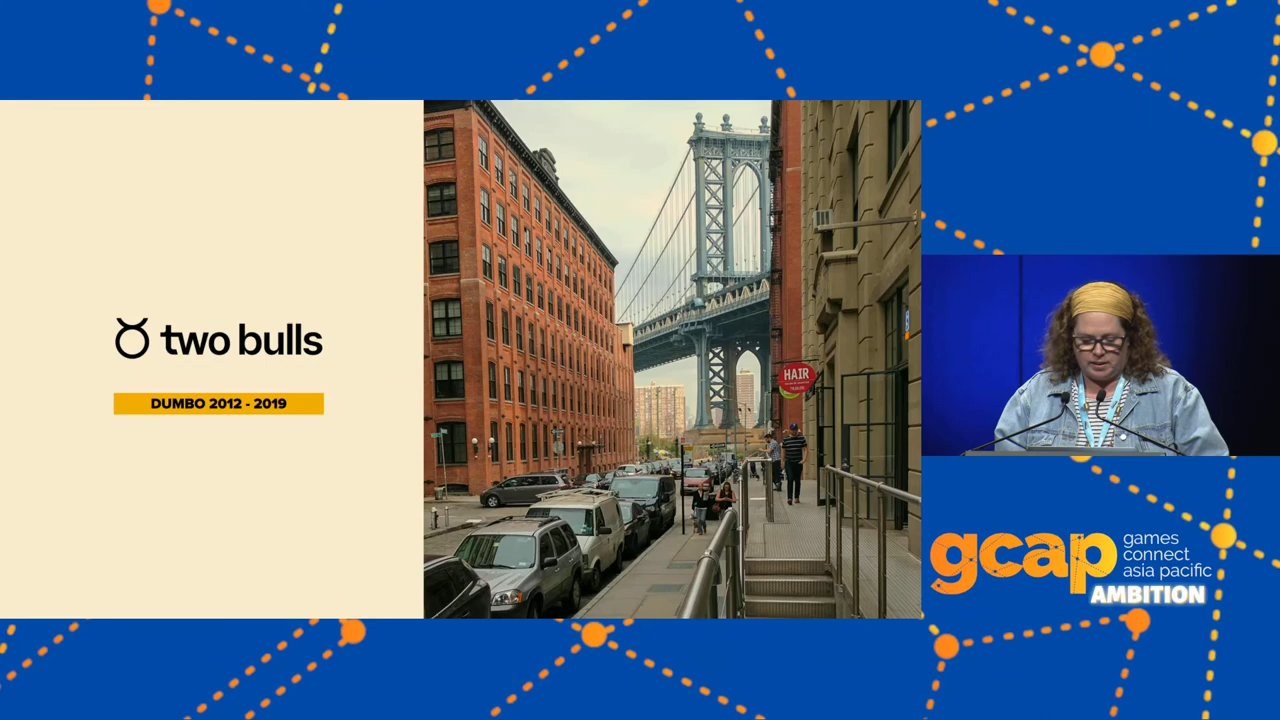 two bulls
DUMBO 2012 - 2019
HAIR
gcap
games
connect
asia pacific
AMBITION